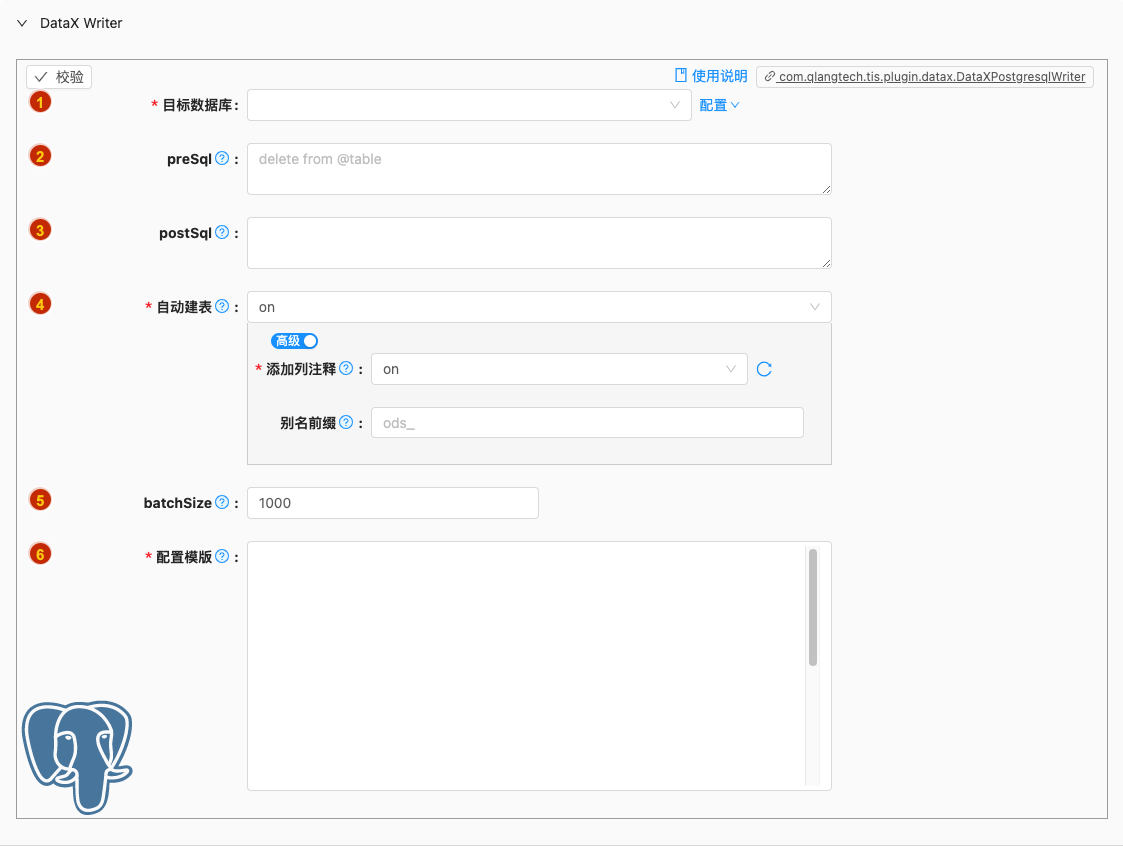 DataX Writer
校验
使用说明 com.qlangtech.tis.plugin.datax.DataXPostgresqlWriter
1 * 目标数据库: 配置
2 preSql : delete from @table
3 postSql :
4 * 自动建表 : on
高级
* 添加列注释 : on
别名前缀 : ods_
5 batchSize : 1000
6 * 配置模版 :